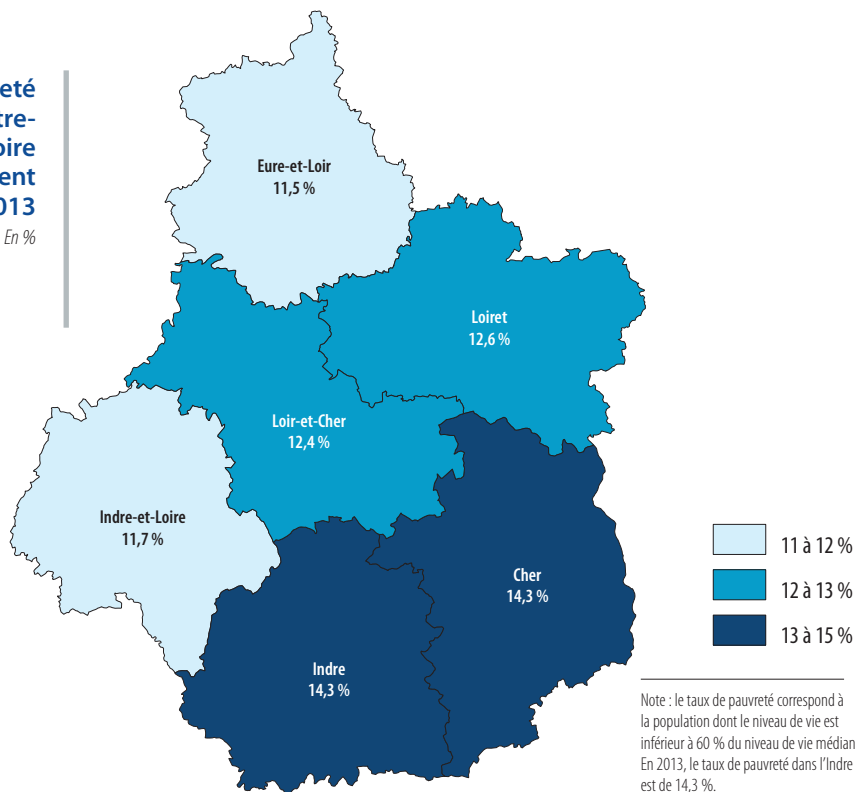 eté
tre-
oire
ent
013
En %
Eure-et-Loir
11,5 %
Loiret
12,6 %
Loir-et-Cher
12,4 %
Indre-et-Loire
11,7 %
Cher
14,3 %
Indre
14,3 %
11 à 12 %
12 à 13 %
13 à 15 %
Note : le taux de pauvreté correspond à
la population dont le niveau de vie est
inférieur à 60 % du niveau de vie médian
En 2013, le taux de pauvreté dans l'Indre
est de 14,3 %.